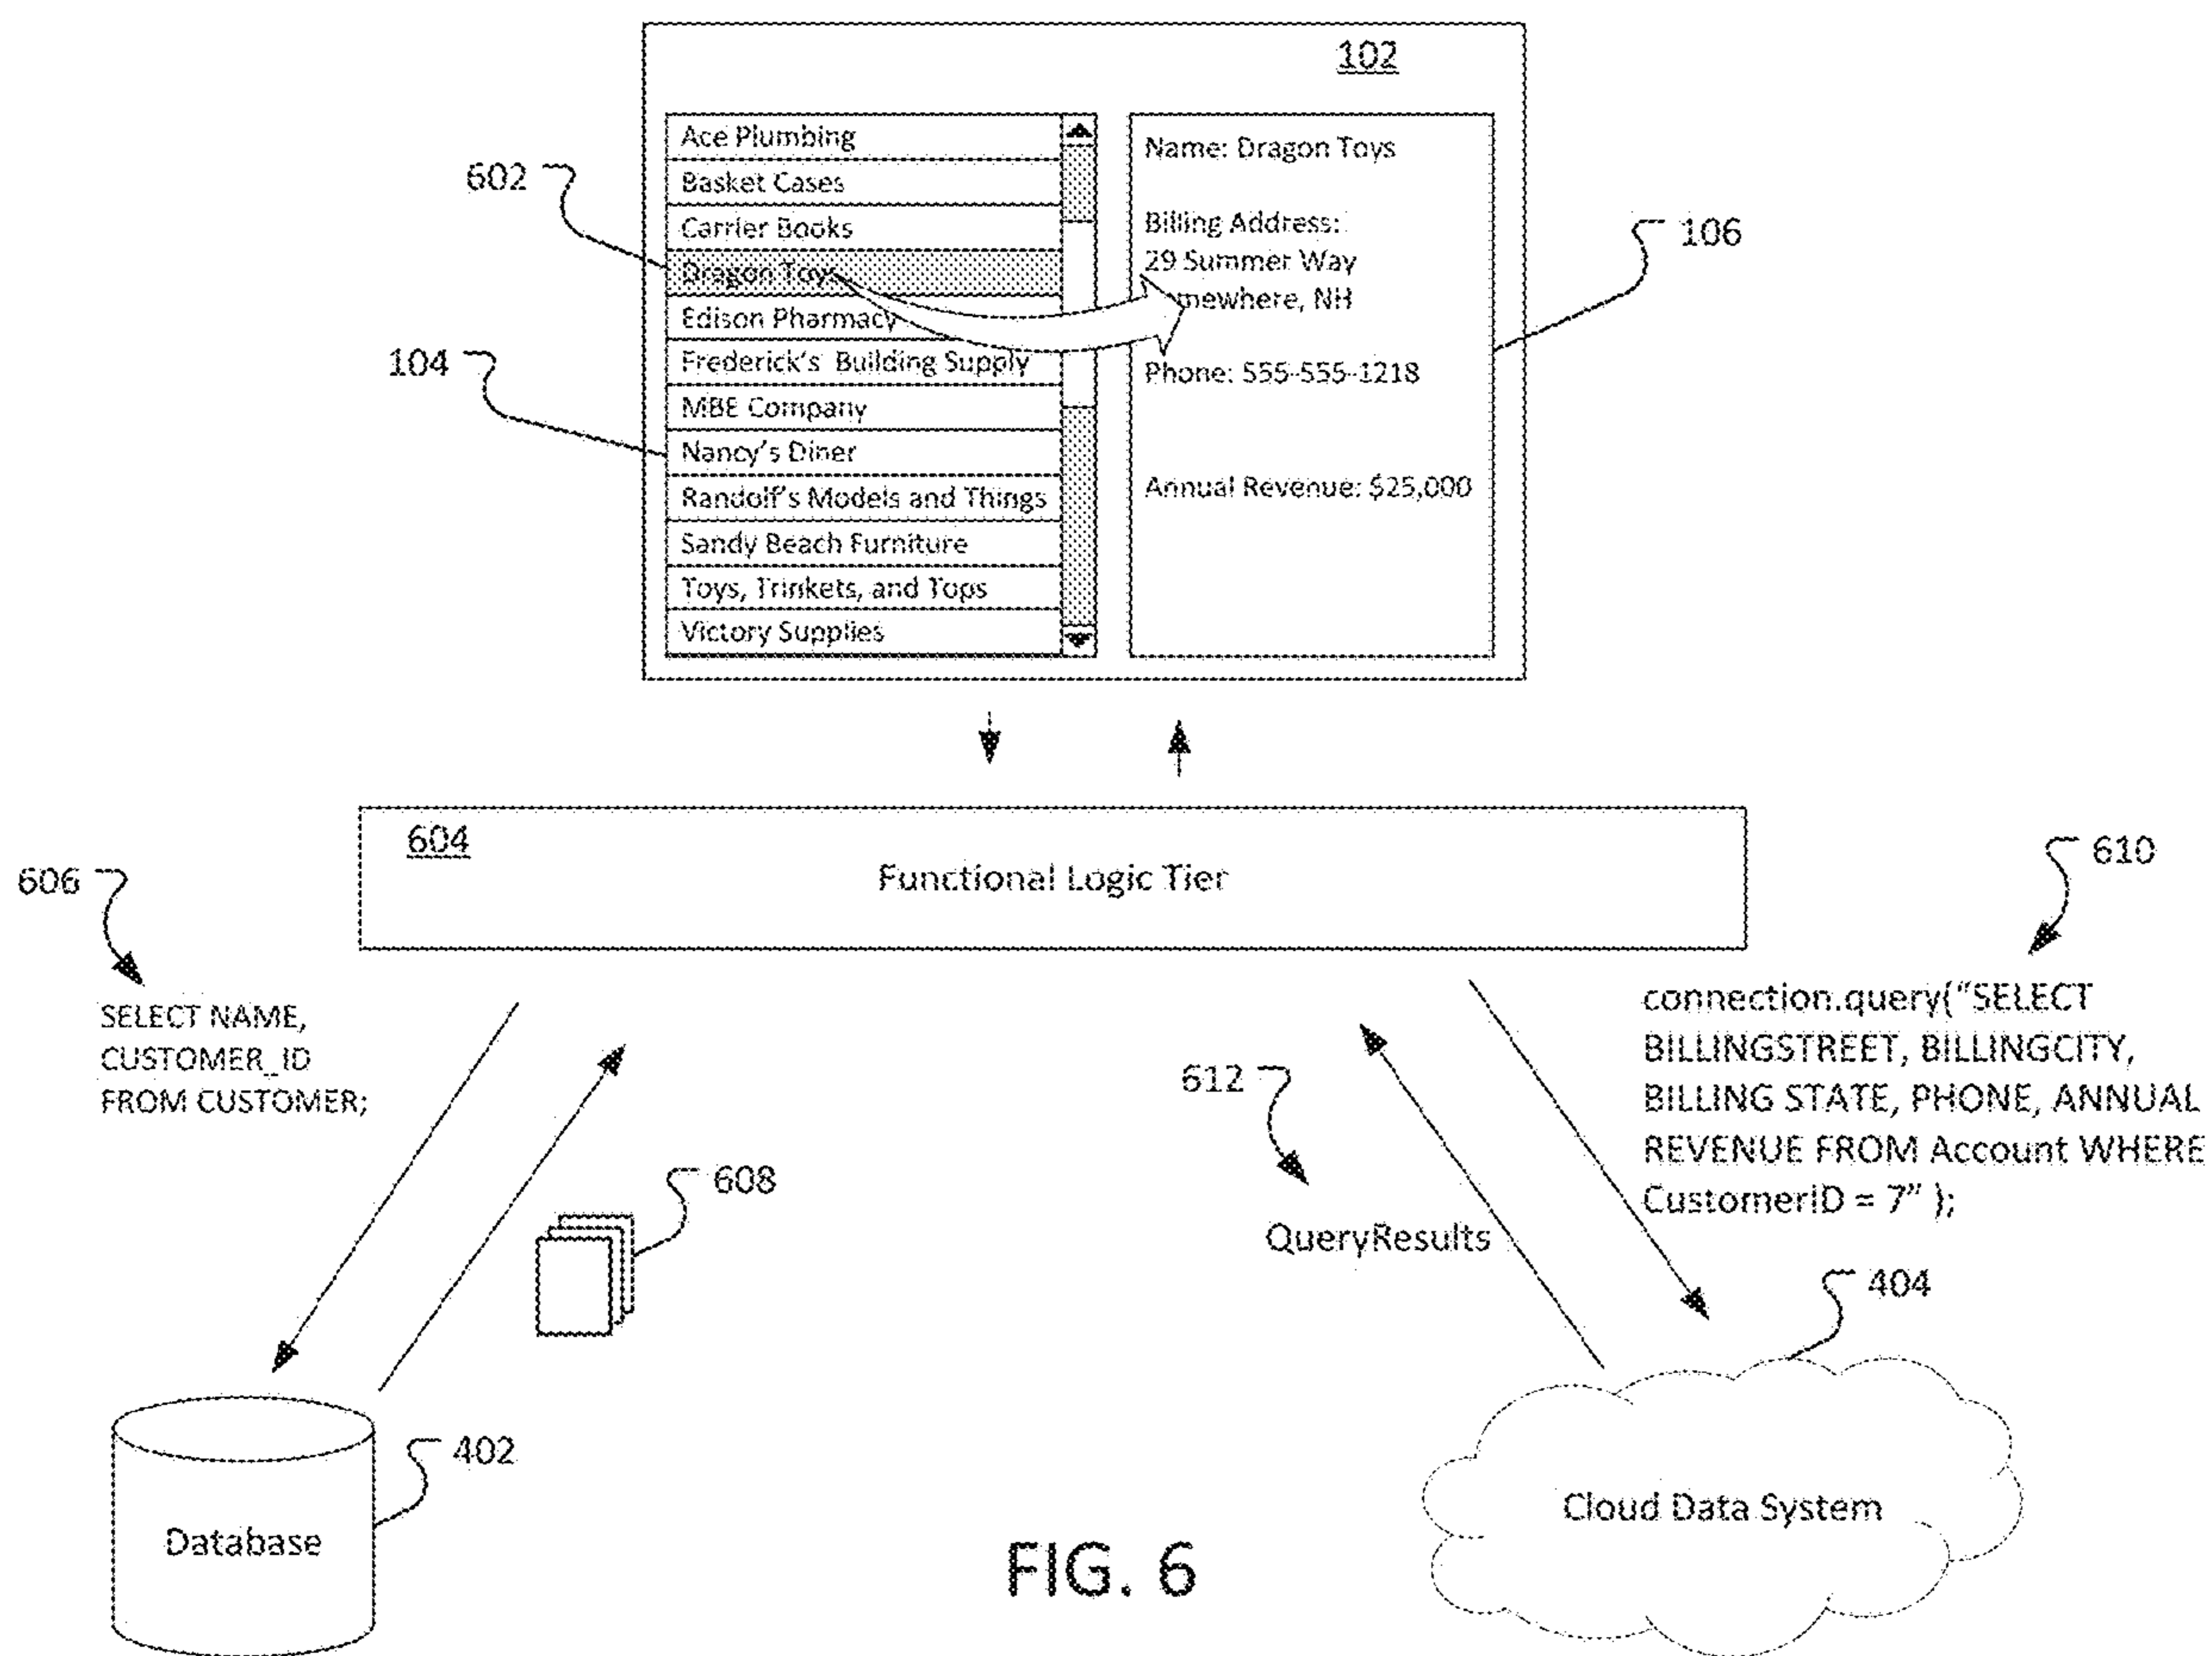 102
Ace Plumbing
Basket Cases
Carrier Books
Dragon Toys
Edison Pharmacy
Frederick's Building Supply
MBE Company
Nancy's Diner
Randolf's Models and Things
Sandy Beach Furniture
Toys, Trinkets, and Tops
Victory Supplies
Name: Dragon Toys
Billing Address:
29 Summer Way
mewhere, NH
Phone: 555-555-1218
Annual Revenue: $25,000
602
104
106
604
Functional Logic Tier
606
SELECT NAME,
CUSTOMER_ID
FROM CUSTOMER;
608
610
connection.query("SELECT
BILLINGSTREET, BILLINGCITY,
BILLING STATE, PHONE, ANNUAL
REVENUE FROM Account WHERE
CustomerID = 7" );
612
QueryResults
404
402
Database
Cloud Data System
FIG. 6